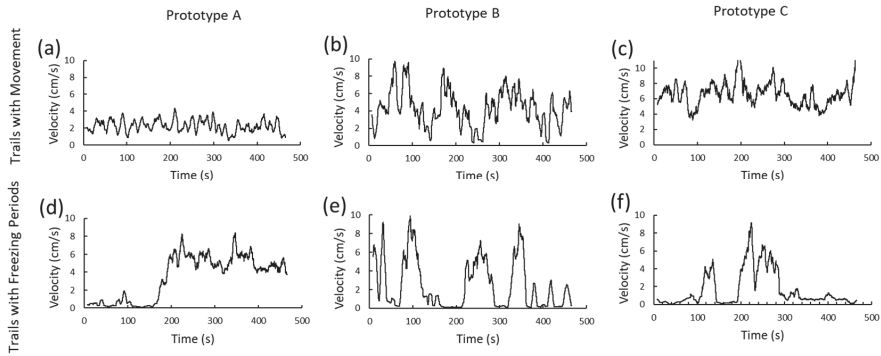 Prototype A
Prototype B
Prototype C
Trails with Movement
(a)
Velocity (cm/s)
10
8
6
4
2
0
0 100 200 300 400 500
Time (s)
(b)
Velocity (cm/s)
10
8
6
4
2
0
0 100 200 300 400 500
Time (s)
(c)
Velocity (cm/s)
10
8
6
4
2
0
0 100 200 300 400 500
Time (s)
Trails with Freezing Periods
(d)
Velocity (cm/s)
10
8
6
4
2
0
0 100 200 300 400 500
Time (s)
(e)
Velocity (cm/s)
10
8
6
4
2
0
0 100 200 300 400 500
Time (s)
(f)
Velocity (cm/s)
10
8
6
4
2
0
0 100 200 300 400 500
Time (s)